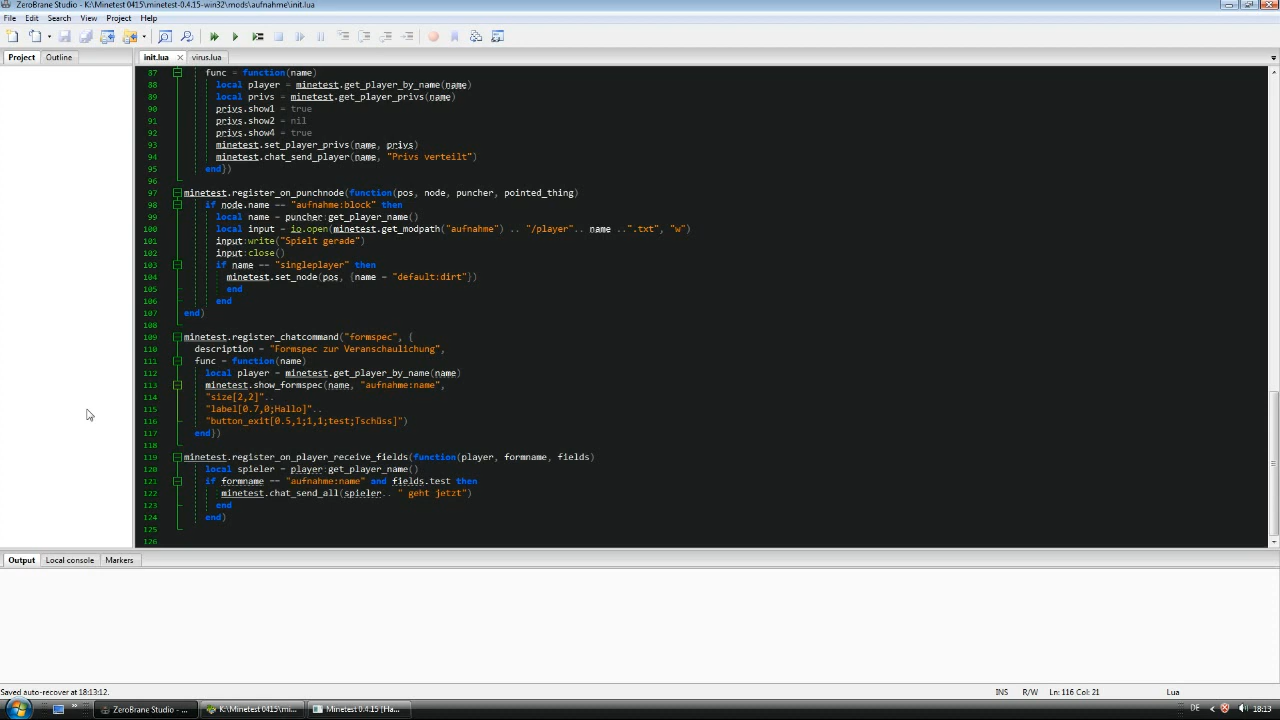 ZeroBrane Studio - K:\Minetest 0415\minetest-0.4.15-win32\mods\aufnahme\init.lua
File Edit Search View Project Help
Project Outline init.lua virus.lua
87 func = function(name)
88 local player = minetest.get_player_by_name(name)
89 local privs = minetest.get_player_privs(name)
90 privs.show1 = true
91 privs.show2 = nil
92 privs.show4 = true
93 minetest.set_player_privs(name, privs)
94 minetest.chat_send_player(name, "Privs verteilt")
95 end})
96
97 minetest.register_on_punchnode(function(pos, node, puncher, pointed_thing)
98 if node.name == "aufnahme:block" then
99 local name = puncher:get_player_name()
100 local input = io.open(minetest.get_modpath("aufnahme") .. "/player".. name ..".txt", "w")
101 input:write("Spielt gerade")
102 input:close()
103 if name == "singleplayer" then
104 minetest.set_node(pos, {name = "default:dirt"})
105 end
106 end
107 end)
108
109 minetest.register_chatcommand("formspec", {
110 description = "Formspec zur Veranschaulichung",
111 func = function(name)
112 local player = minetest.get_player_by_name(name)
113 minetest.show_formspec(name, "aufnahme:name",
114 "size[2,2]"..
115 "label[0.7,0;Hallo]"..
116 "button_exit[0.5,1;1,1;test;Tschüss]")
117 end})
118
119 minetest.register_on_player_receive_fields(function(player, formname, fields)
120 local spieler = player:get_player_name()
121 if formname == "aufnahme:name" and fields.test then
122 minetest.chat_send_all(spieler.. " geht jetzt")
123 end
124 end)
125
126
Output Local console Markers
Saved auto-recover at 18:13:12. INS R/W Ln:116 Col:21 Lua
ZeroBrane Studio - ... K:\Minetest 0415\mi... Minetest 0.4.15 [Ha... DE 18:13